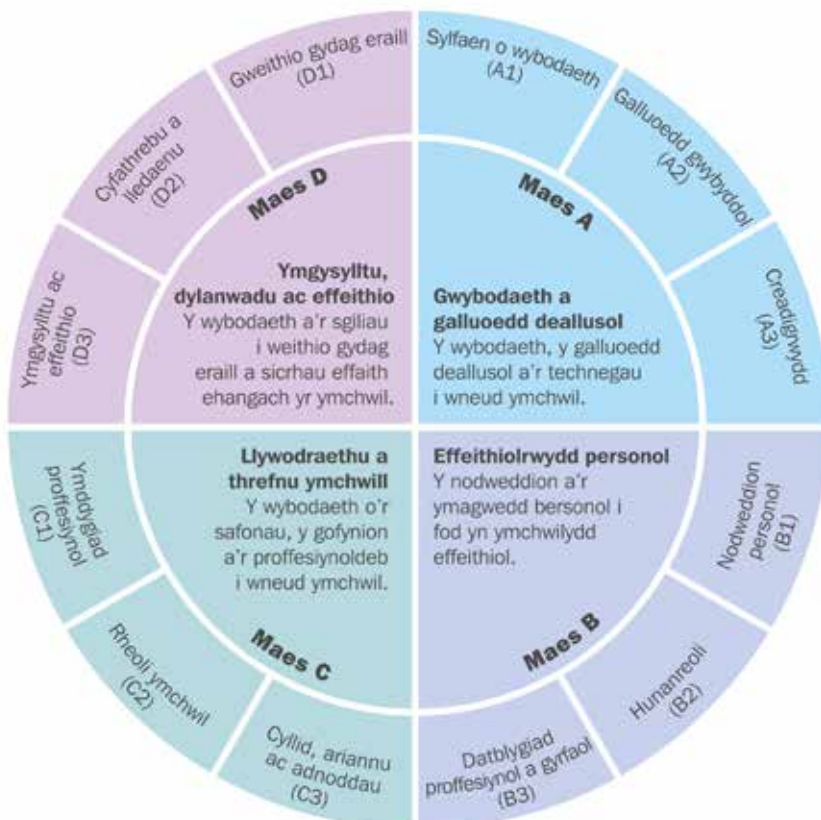 Gweithio gydag eraill
(D1)
Sylfaen o wybodaeth
(A1)
Cyfathrebu a
lledaenu
(D2)
Galluoedd gwybyddol
(A2)
Ymgysylltu ac
effeithio
(D3)
Creadigrwydd
(A3)
Maes D
Ymgysylltu,
dylanwadu ac effeithio
Y wybodaeth a'r sgiliau
i weithio gydag
eraill a sicrhau effaith
ehangach yr ymchwil.
Maes A
Gwybodaeth a
galluoedd deallusol
Y wybodaeth, y galluoedd
deallusol a'r technegau
i wneud ymchwil.
Llywodraethu a
threfnu ymchwill
Y wybodaeth o'r
safonau, y gofynion
a'r proffesiynoldeb
i wneud ymchwil.
Maes C
Effeithiolrwydd personol
Y nodweddion a'r
ymagwedd bersonol i
fod yn ymchwilydd
effeithiol.
Maes B
Ymddygiad
proffesiynol
(C1)
Nodweddion
personol
(B1)
Rheoli ymchwil
(C2)
Hunanreoli
(B2)
Cyllid, ariannu
ac adnoddau
(C3)
Datblygiad
proffesiynol a gyrfaol
(B3)